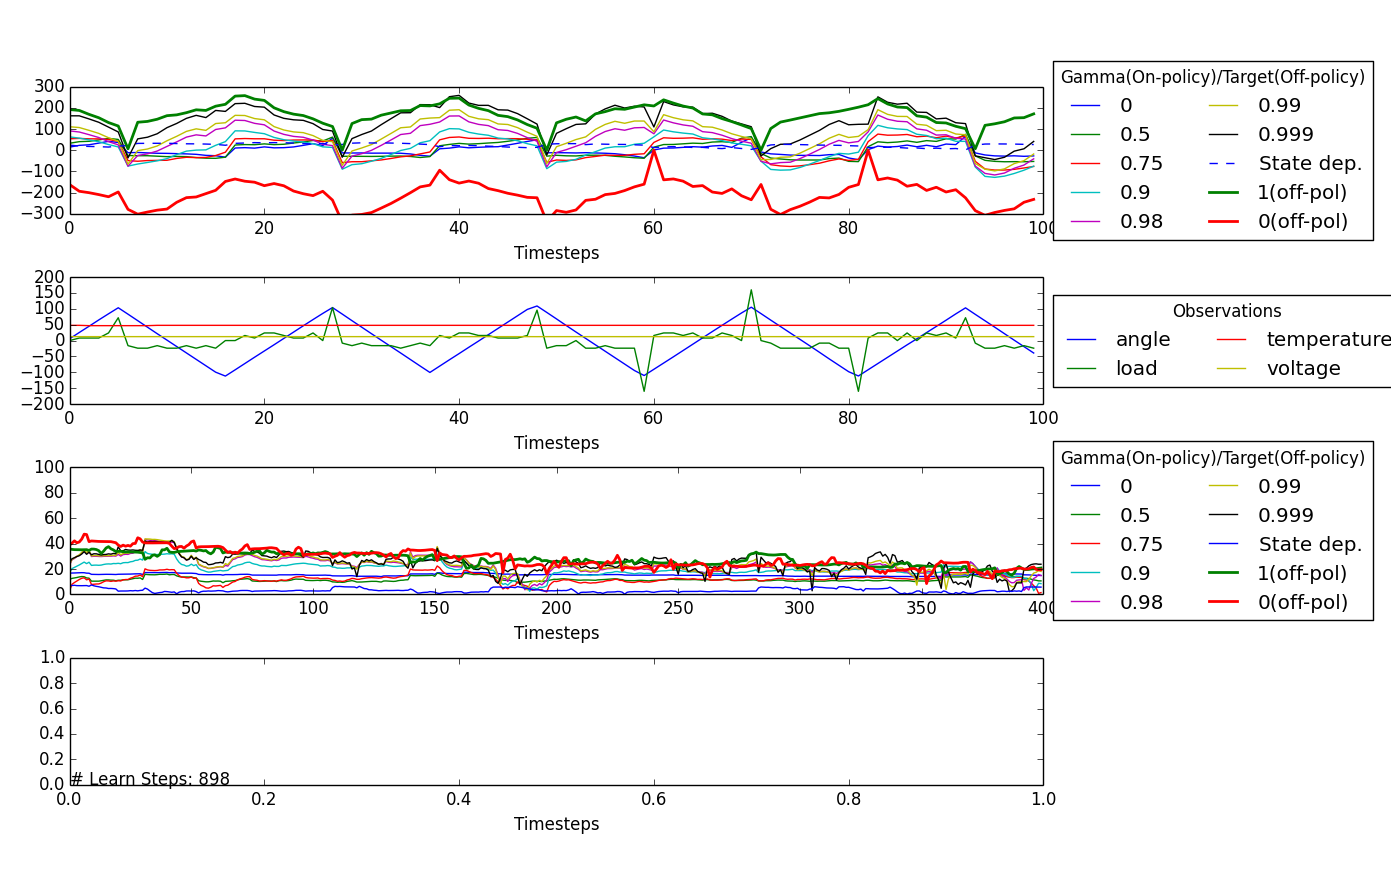 300
200
100
0
−100
−200
−300
0 20 40 60 80 100
Timesteps
Gamma(On-policy)/Target(Off-policy)
0 0.99
0.5 0.999
0.75 State dep.
0.9 1(off-pol)
0.98 0(off-pol)
200
150
100
50
0
−50
−100
−150
−200
0 20 40 60 80 100
Timesteps
Observations
angle temperature
load voltage
100
80
60
40
20
0
0 50 100 150 200 250 300 350 400
Timesteps
Gamma(On-policy)/Target(Off-policy)
0 0.99
0.5 0.999
0.75 State dep.
0.9 1(off-pol)
0.98 0(off-pol)
1.0
0.8
0.6
0.4
0.2
0.0
# Learn Steps: 898
0.0 0.2 0.4 0.6 0.8 1.0
Timesteps